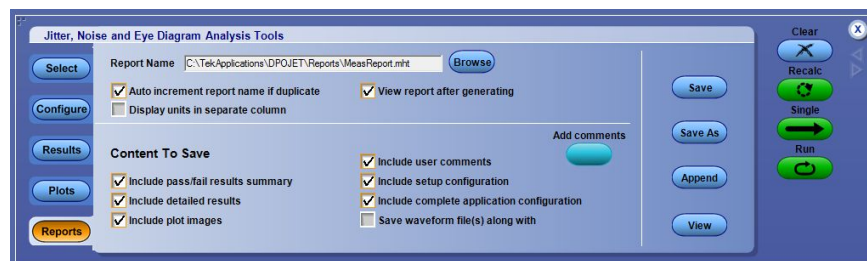 Jitter, Noise and Eye Diagram Analysis Tools
Clear
X
Select
Report Name C:\TekApplications\DPOJET\Reports\MeasReport.mht Browse
Recalc
Auto increment report name if duplicate
View report after generating
Save
Configure
Display units in separate column
Single
Add comments
Save As
Results
Content To Save
Include user comments
Run
Include pass/fail results summary
Include setup configuration
Append
Plots
Include detailed results
Include complete application configuration
Include plot images
Save waveform file(s) along with
View
Reports